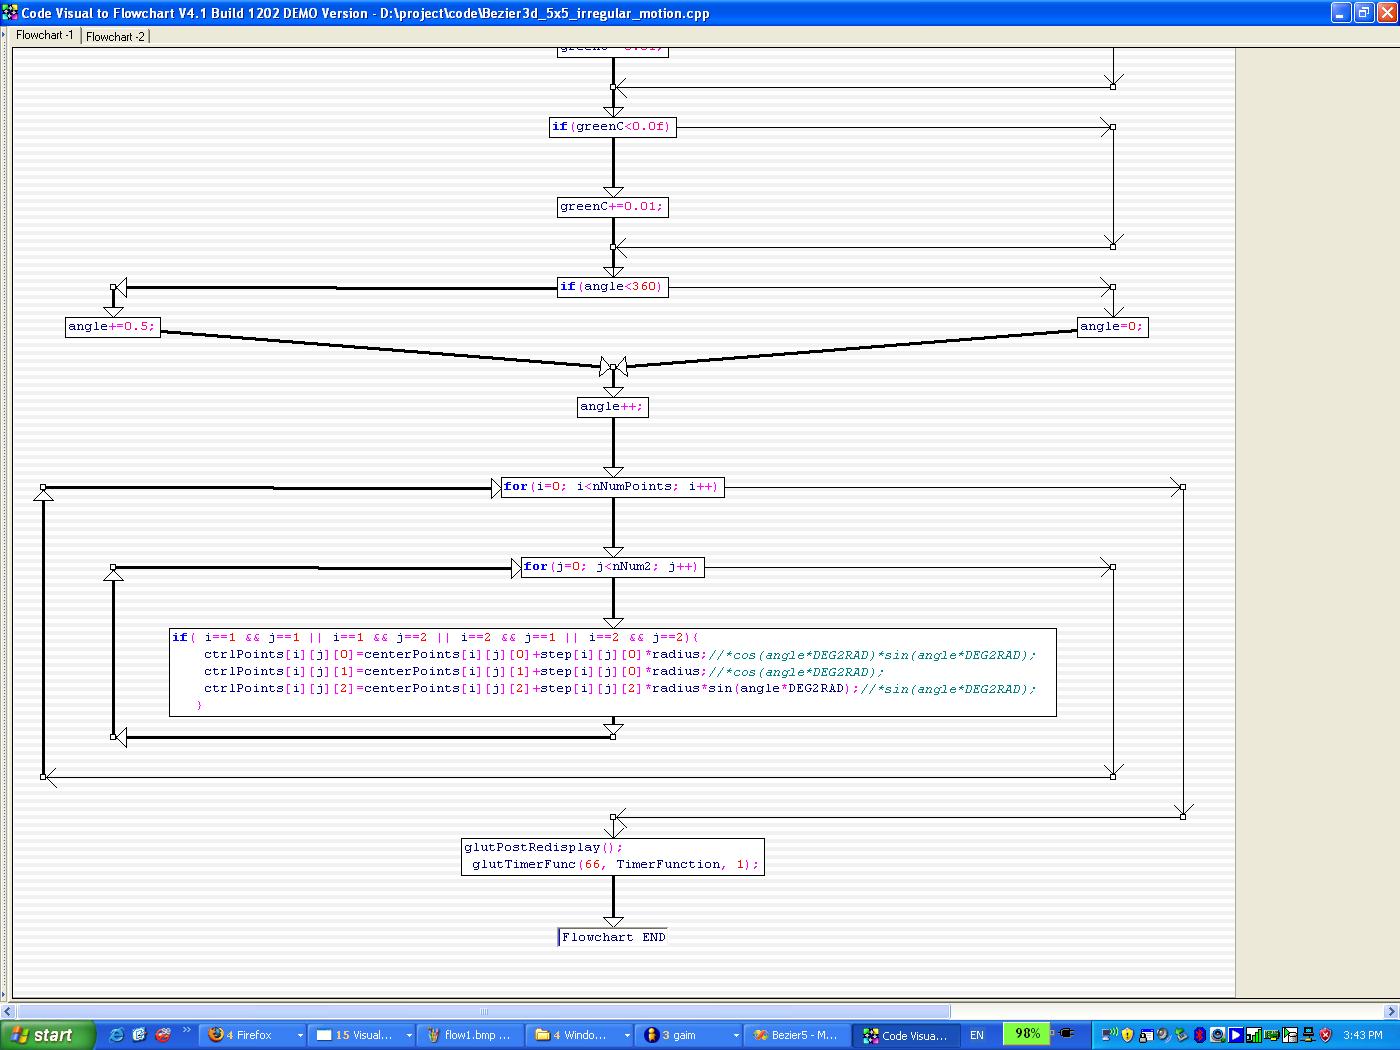 Code Visual to Flowchart V4.1 Build 1202 DEMO Version - D:\project\code\Bezier3d_5x5_irregular_motion.cpp
Flowchart -1
Flowchart -2
if(greenC<0.0f)
greenC+=0.01;
if(angle<360)
angle+=0.5;
angle=0;
angle++;
for(i=0; i<nNumPoints; i++)
for(j=0; j<nNum2; j++)
if( i==1 && j==1 || i==1 && j==2 || i==2 && j==1 || i==2 && j==2){
ctrlPoints[i][j][0]=centerPoints[i][j][0]+step[i][j][0]*radius;//*cos(angle*DEG2RAD)*sin(angle*DEG2RAD);
ctrlPoints[i][j][1]=centerPoints[i][j][1]+step[i][j][0]*radius;//*cos(angle*DEG2RAD);
ctrlPoints[i][j][2]=centerPoints[i][j][2]+step[i][j][2]*radius*sin(angle*DEG2RAD);//*sin(angle*DEG2RAD);
}
glutPostRedisplay();
glutTimerFunc(66, TimerFunction, 1);
Flowchart END
start
4 Firefox
15 Visual...
flow1.bmp ...
4 Windo...
3 gaim
Bezier5 - M...
Code Visua...
EN
98%
3:43 PM